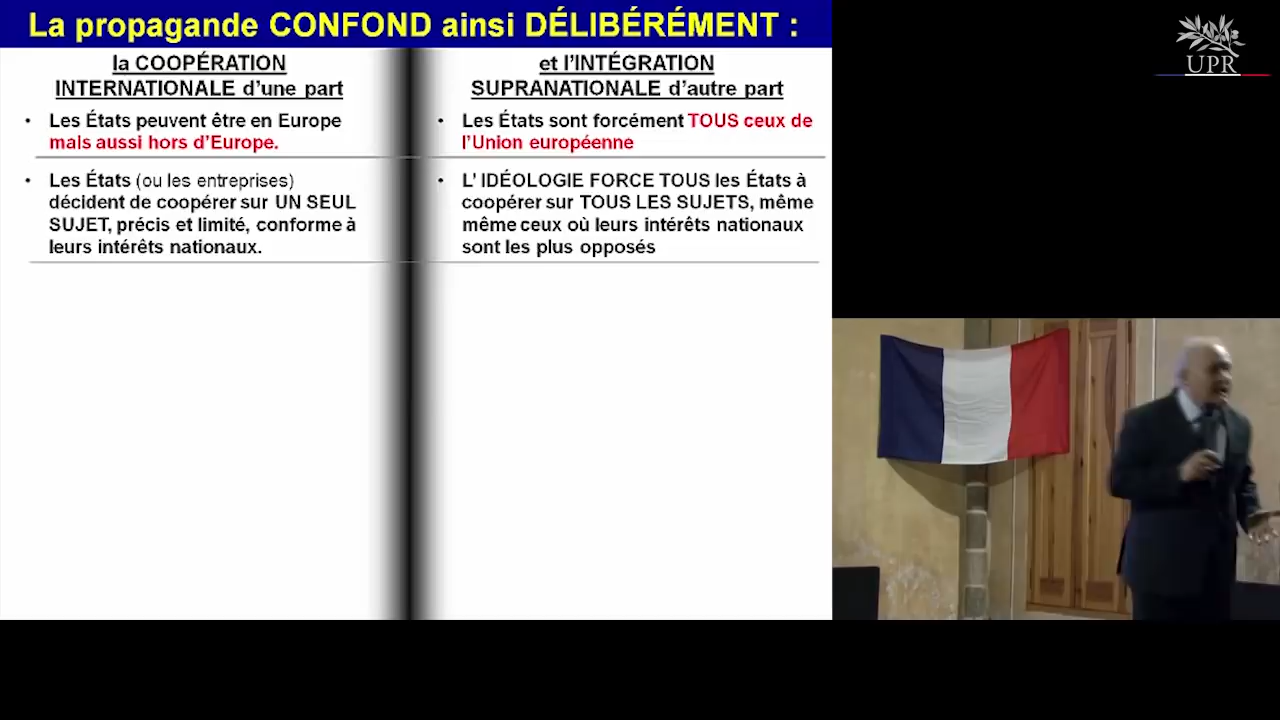 La propagande CONFOND ainsi DÉLIBÉRÉMENT :
la COOPÉRATION
INTERNATIONALE d'une part
• Les États peuvent être en Europe
mais aussi hors d'Europe.
• Les États (ou les entreprises)
décident de coopérer sur UN SEUL
SUJET, précis et limité, conforme à
leurs intérêts nationaux.
et l'INTÉGRATION
SUPRANATIONALE d'autre part
• Les États sont forcément TOUS ceux de
l'Union européenne
• L' IDÉOLOGIE FORCE TOUS les États à
coopérer sur TOUS LES SUJETS, même
même ceux où leurs intérêts nationaux
sont les plus opposés
UPR